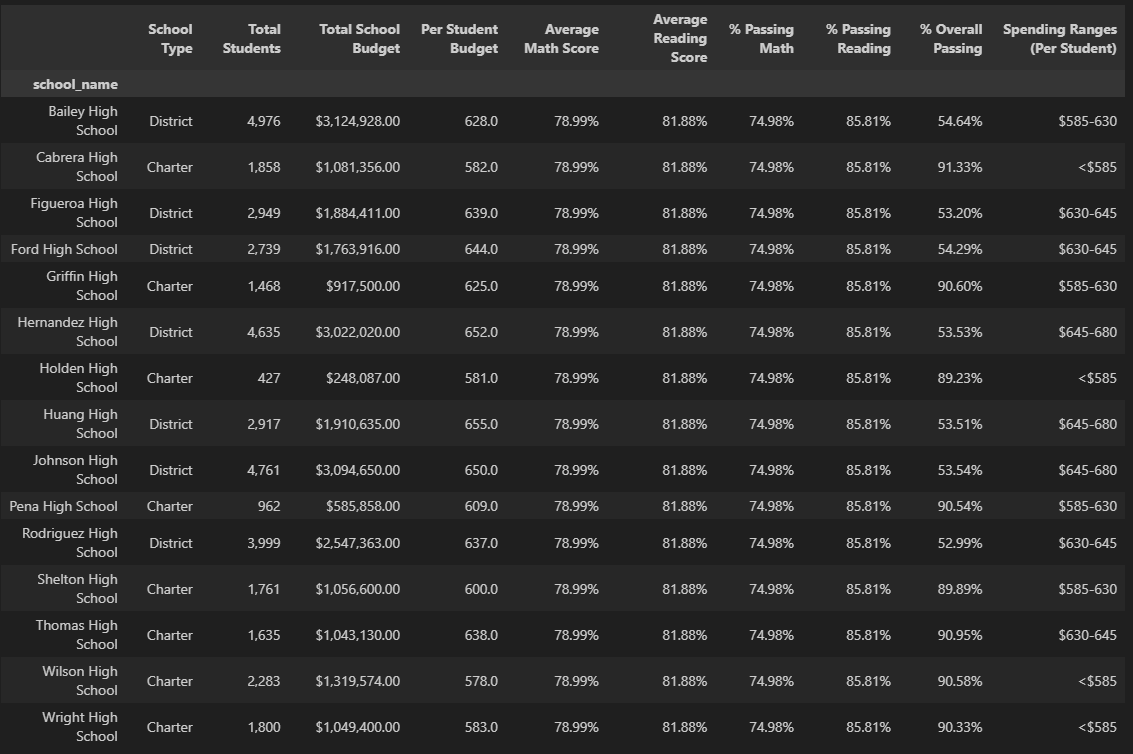 School Type Total Students Total School Budget Per Student Budget Average Math Score Average Reading Score % Passing Math % Passing Reading % Overall Passing Spending Ranges (Per Student)
school_name
Bailey High School District 4,976 $3,124,928.00 628.0 78.99% 81.88% 74.98% 85.81% 54.64% $585-630
Cabrera High School Charter 1,858 $1,081,356.00 582.0 78.99% 81.88% 74.98% 85.81% 91.33% <$585
Figueroa High School District 2,949 $1,884,411.00 639.0 78.99% 81.88% 74.98% 85.81% 53.20% $630-645
Ford High School District 2,739 $1,763,916.00 644.0 78.99% 81.88% 74.98% 85.81% 54.29% $630-645
Griffin High School Charter 1,468 $917,500.00 625.0 78.99% 81.88% 74.98% 85.81% 90.60% $585-630
Hernandez High School District 4,635 $3,022,020.00 652.0 78.99% 81.88% 74.98% 85.81% 53.53% $645-680
Holden High School Charter 427 $248,087.00 581.0 78.99% 81.88% 74.98% 85.81% 89.23% <$585
Huang High School District 2,917 $1,910,635.00 655.0 78.99% 81.88% 74.98% 85.81% 53.51% $645-680
Johnson High School District 4,761 $3,094,650.00 650.0 78.99% 81.88% 74.98% 85.81% 53.54% $645-680
Pena High School Charter 962 $585,858.00 609.0 78.99% 81.88% 74.98% 85.81% 90.54% $585-630
Rodriguez High School District 3,999 $2,547,363.00 637.0 78.99% 81.88% 74.98% 85.81% 52.99% $630-645
Shelton High School Charter 1,761 $1,056,600.00 600.0 78.99% 81.88% 74.98% 85.81% 89.89% $585-630
Thomas High School Charter 1,635 $1,043,130.00 638.0 78.99% 81.88% 74.98% 85.81% 90.95% $630-645
Wilson High School Charter 2,283 $1,319,574.00 578.0 78.99% 81.88% 74.98% 85.81% 90.58% <$585
Wright High School Charter 1,800 $1,049,400.00 583.0 78.99% 81.88% 74.98% 85.81% 90.33% <$585